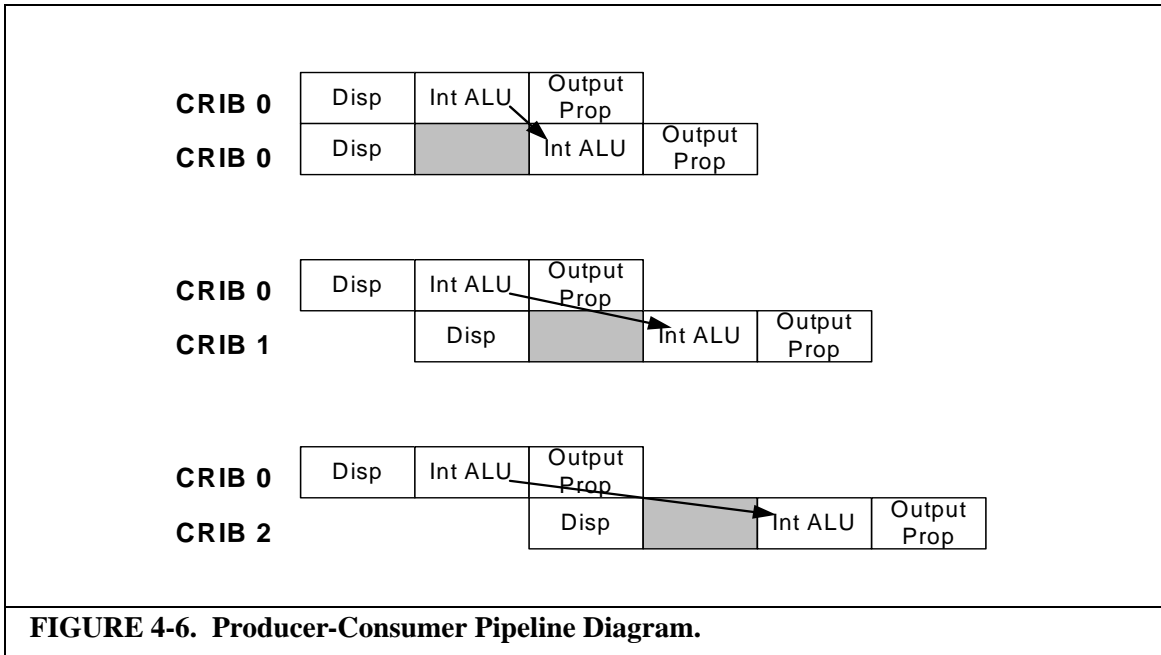 CRIB 0 Disp Int ALU Output Prop
CRIB 0 Disp Int ALU Output Prop
CRIB 0 Disp Int ALU Output Prop
CRIB 1 Disp Int ALU Output Prop
CRIB 0 Disp Int ALU Output Prop
CRIB 2 Disp Int ALU Output Prop
FIGURE 4-6. Producer-Consumer Pipeline Diagram.